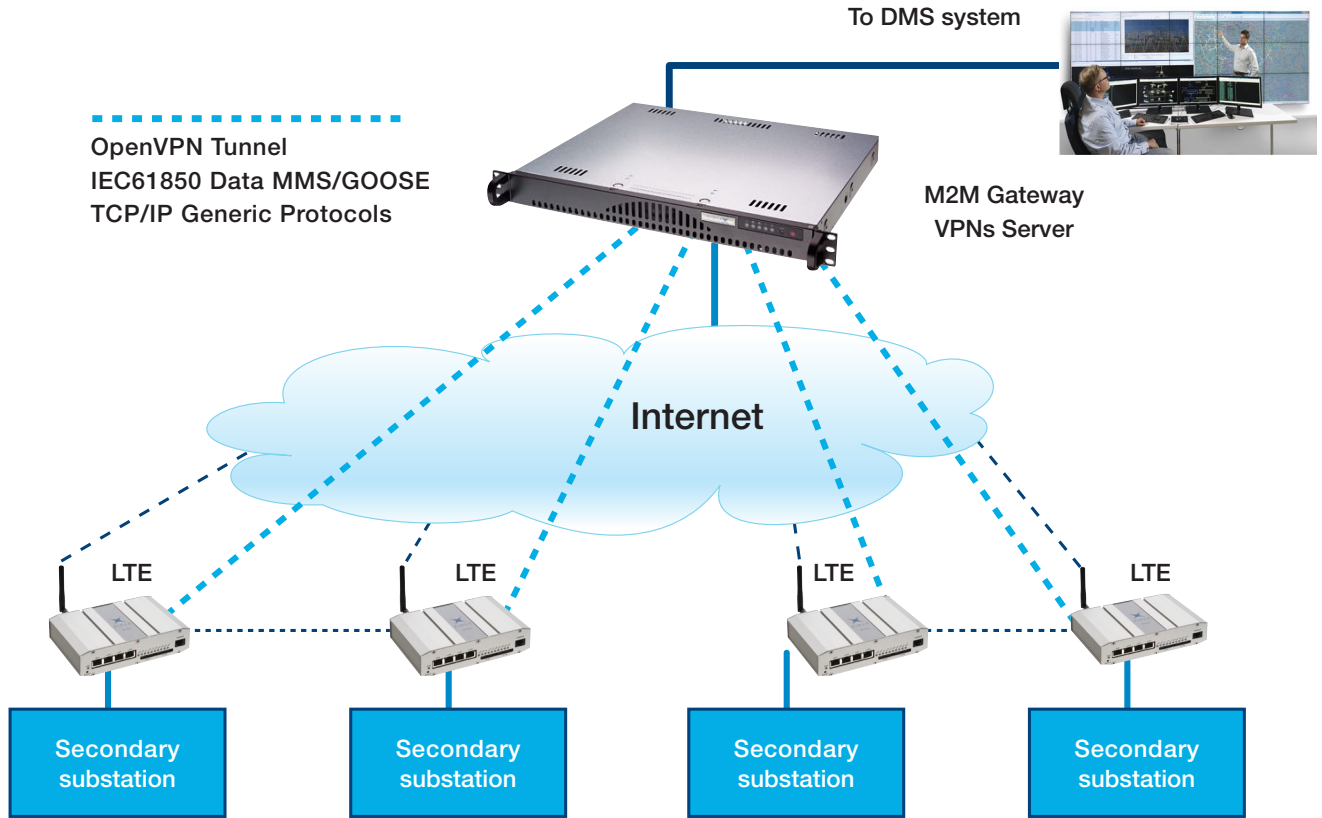 To DMS system
OpenVPN Tunnel
IEC61850 Data MMS/GOOSE
TCP/IP Generic Protocols
M2M Gateway
VPNs Server
Internet
LTE
LTE
LTE
LTE
Secondary
substation
Secondary
substation
Secondary
substation
Secondary
substation